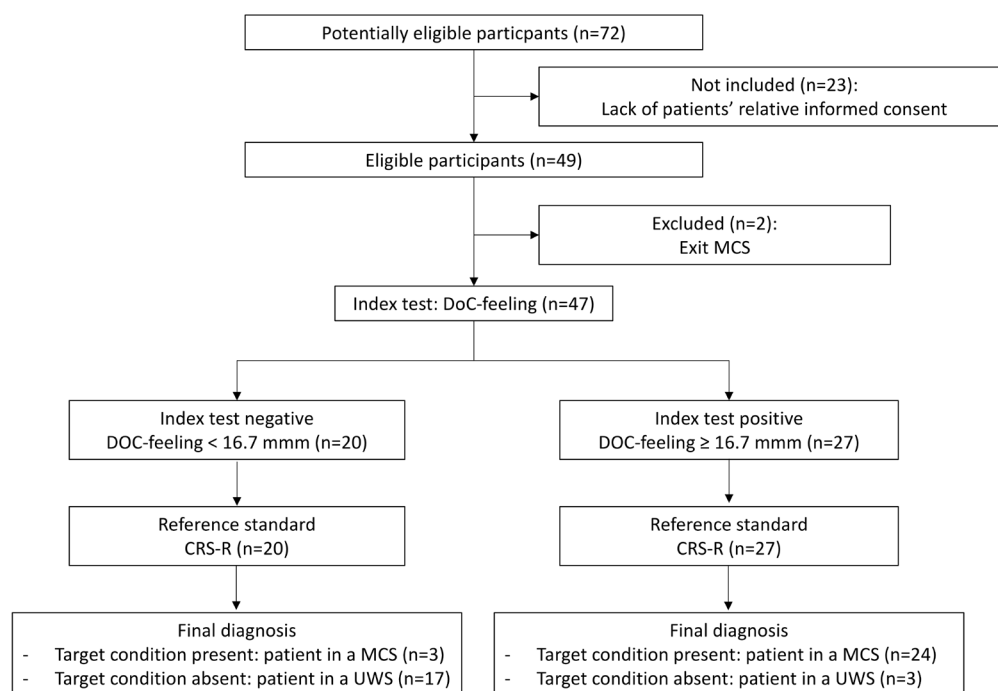 Potentially eligible particpants (n=72)
Not included (n=23):
Lack of patients’ relative informed consent
Eligible participants (n=49)
Excluded (n=2):
Exit MCS
Index test: DoC-feeling (n=47)
Index test negative
DOC-feeling < 16.7 mmm (n=20)
Index test positive
DOC-feeling ≥ 16.7 mmm (n=27)
Reference standard
CRS-R (n=20)
Reference standard
CRS-R (n=27)
Final diagnosis
- Target condition present: patient in a MCS (n=3)
- Target condition absent: patient in a UWS (n=17)
Final diagnosis
- Target condition present: patient in a MCS (n=24)
- Target condition absent: patient in a UWS (n=3)